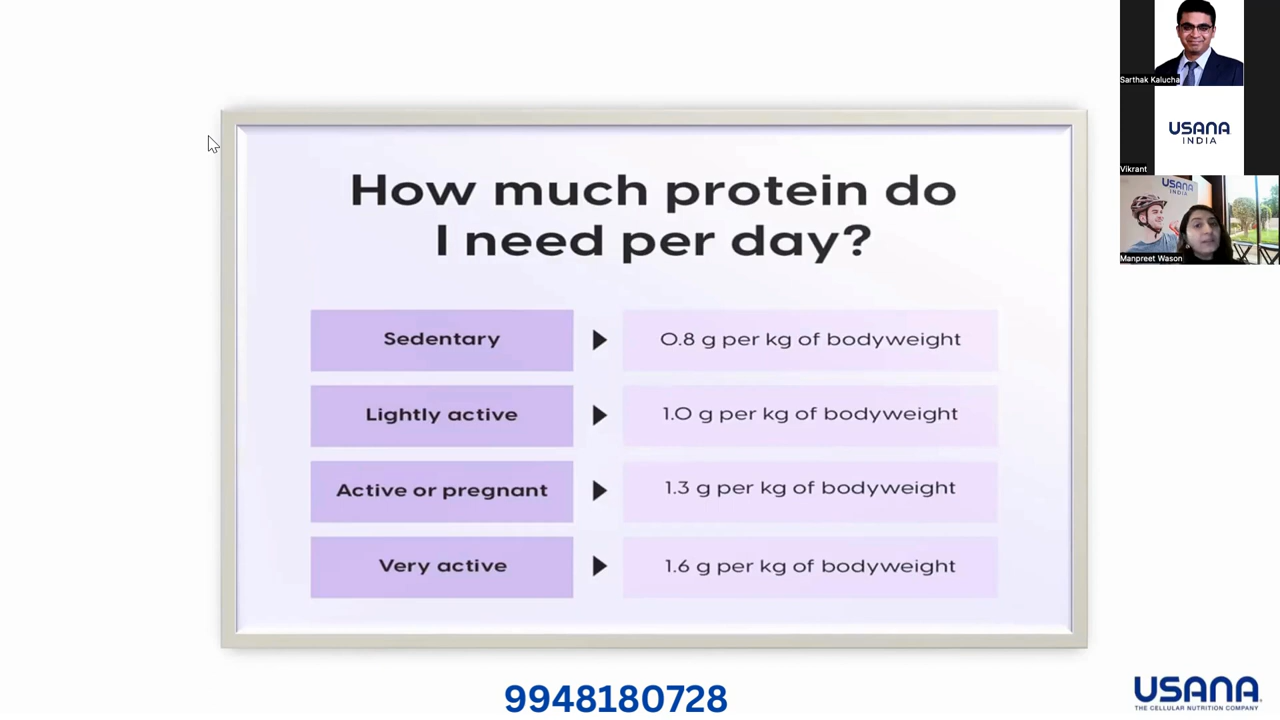 How much protein do
I need per day?
Sedentary
0.8 g per kg of bodyweight
Lightly active
1.0 g per kg of bodyweight
Active or pregnant
1.3 g per kg of bodyweight
Very active
1.6 g per kg of bodyweight
9948180728
USANA
THE CELLULAR NUTRITION COMPANY
Sarthak Kalucha
USANA
INDIA
Vikrant
USANA
INDIA
Manpreet Wason